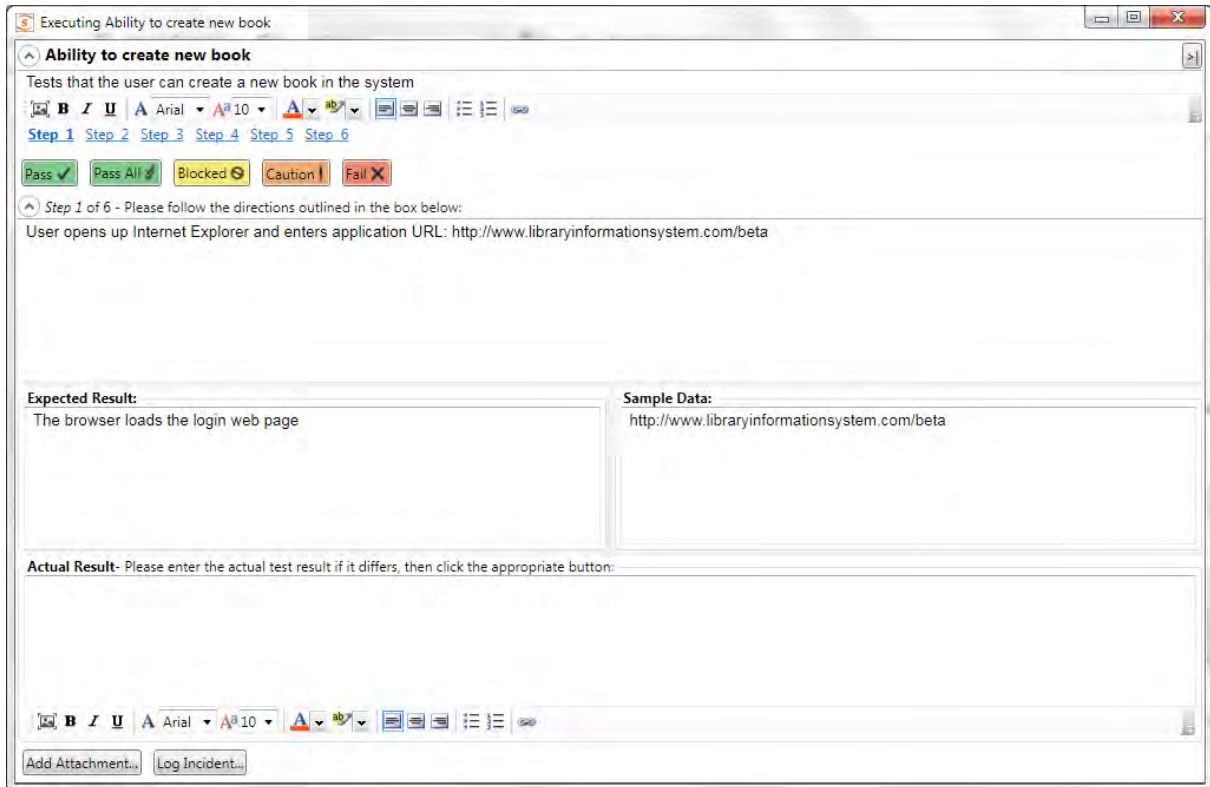 Executing Ability to create new book
Ability to create new book
Tests that the user can create a new book in the system
B I U A Arial Aa 10 A ab
Step 1 Step 2 Step 3 Step 4 Step 5 Step 6
Pass Pass All Blocked Caution Fail
Step 1 of 6 - Please follow the directions outlined in the box below:
User opens up Internet Explorer and enters application URL: http://www.libraryinformationsystem.com/beta
Expected Result: Sample Data:
The browser loads the login web page http://www.libraryinformationsystem.com/beta
Actual Result- Please enter the actual test result if it differs, then click the appropriate button:
B I U A Arial Aa 10 A ab
Add Attachment... Log Incident...